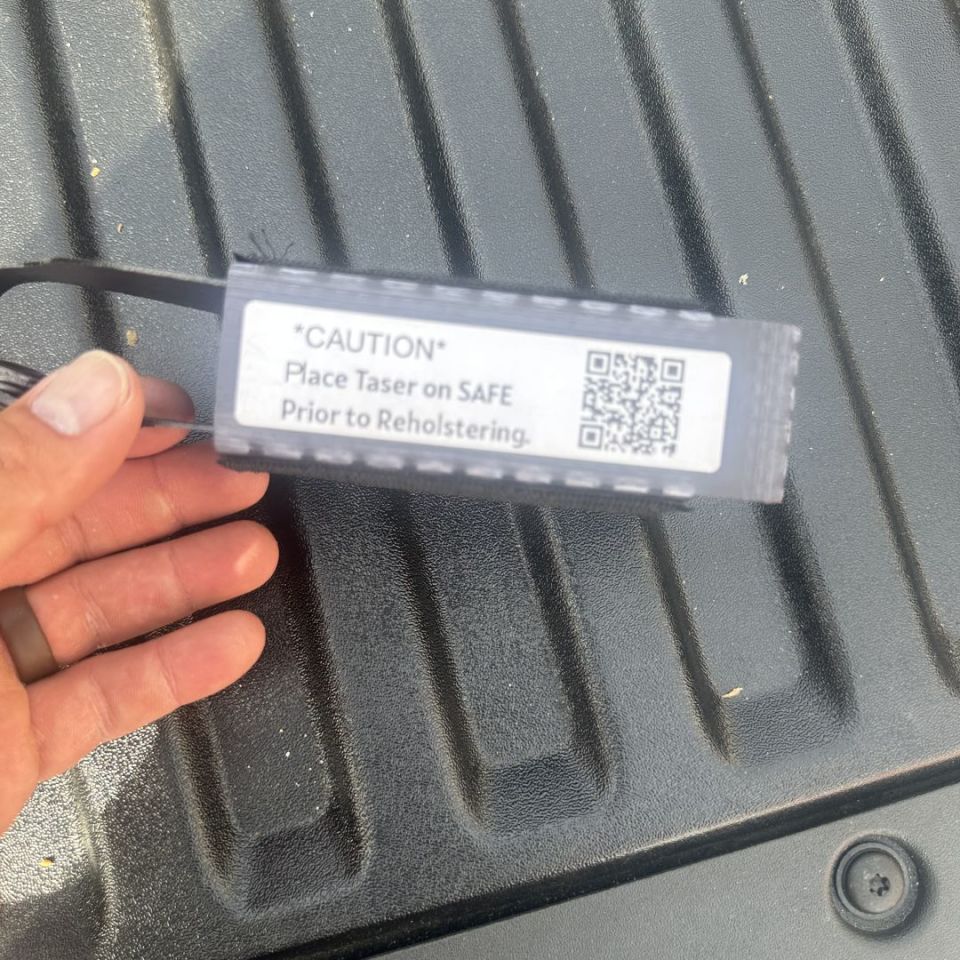 *CAUTION*
Place Taser on SAFE
Prior to Reholstering.